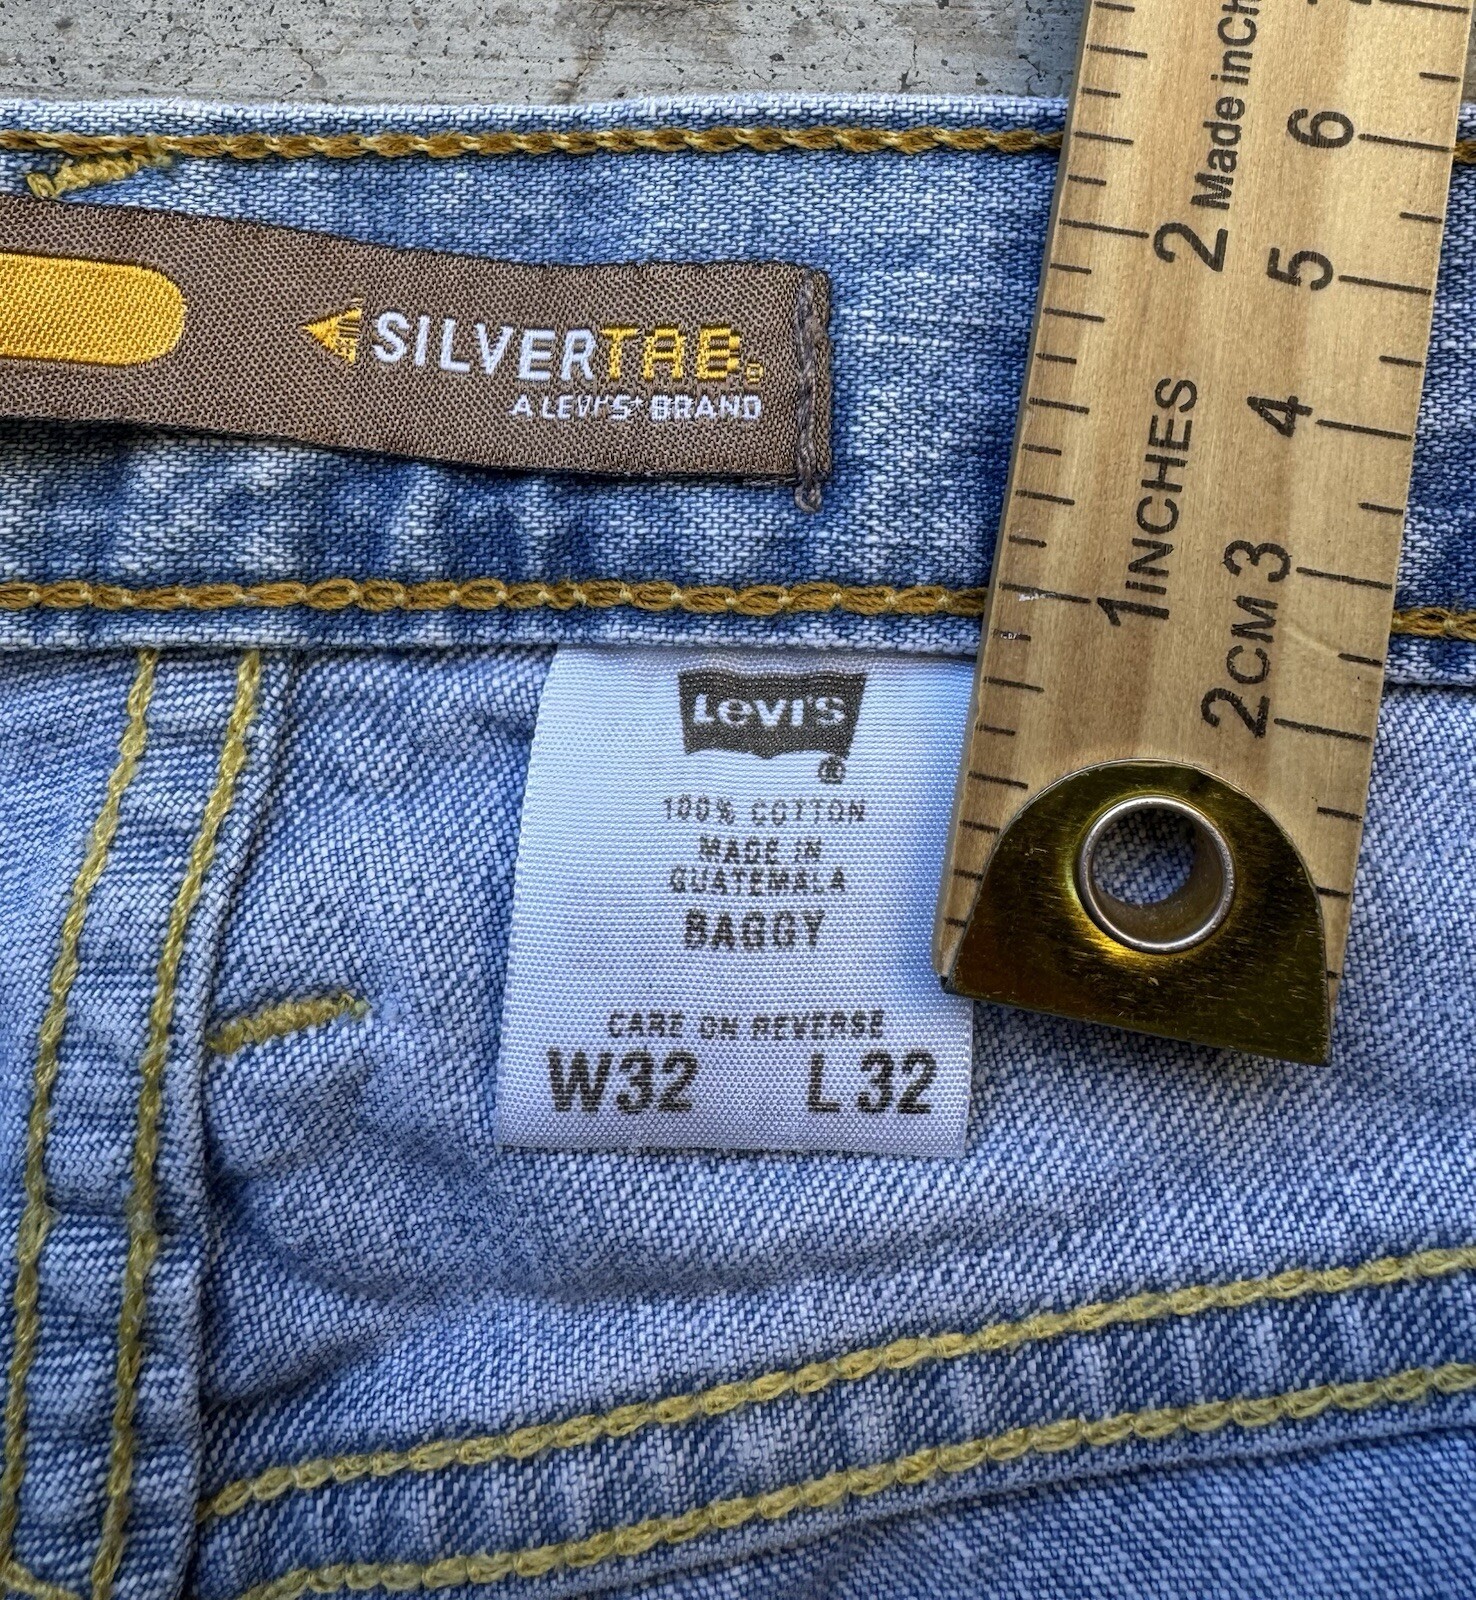 SILVERTAB®
A LEVI'S® BRAND
Levi's
®
100% COTTON
MADE IN
GUATEMALA
BAGGY
CARE ON REVERSE
W32 L32
1 INCHES 2 Made in
2 CM 3 4 5 6